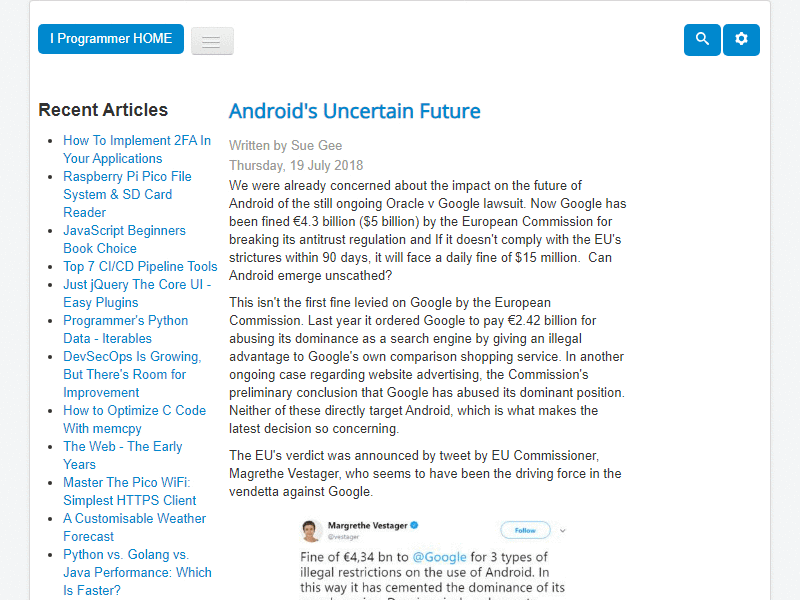 I Programmer HOME
Recent Articles
How To Implement 2FA In
Your Applications
Raspberry Pi Pico File
System & SD Card
Reader
JavaScript Beginners
Book Choice
Top 7 CI/CD Pipeline Tools
Just jQuery The Core UI -
Easy Plugins
Programmer's Python
Data - Iterables
DevSecOps Is Growing,
But There's Room for
Improvement
How to Optimize C Code
With memcpy
The Web - The Early
Years
Master The Pico WiFi:
Simplest HTTPS Client
A Customisable Weather
Forecast
Python vs. Golang vs.
Java Performance: Which
Is Faster?
Android's Uncertain Future
Written by Sue Gee
Thursday, 19 July 2018
We were already concerned about the impact on the future of
Android of the still ongoing Oracle v Google lawsuit. Now Google has
been fined €4.3 billion ($5 billion) by the European Commission for
breaking its antitrust regulation and If it doesn't comply with the EU's
strictures within 90 days, it will face a daily fine of $15 million.  Can
Android emerge unscathed?
This isn't the first fine levied on Google by the European
Commission. Last year it ordered Google to pay €2.42 billion for
abusing its dominance as a search engine by giving an illegal
advantage to Google's own comparison shopping service. In another
ongoing case regarding website advertising, the Commission's
preliminary conclusion that Google has abused its dominant position.
Neither of these directly target Android, which is what makes the
latest decision so concerning.
The EU's verdict was announced by tweet by EU Commissioner,
Magrethe Vestager, who seems to have been the driving force in the
vendetta against Google.
Margrethe Vestager
@vestager
Follow
Fine of €4,34 bn to @Google for 3 types of
illegal restrictions on the use of Android. In
this way it has cemented the dominance of its